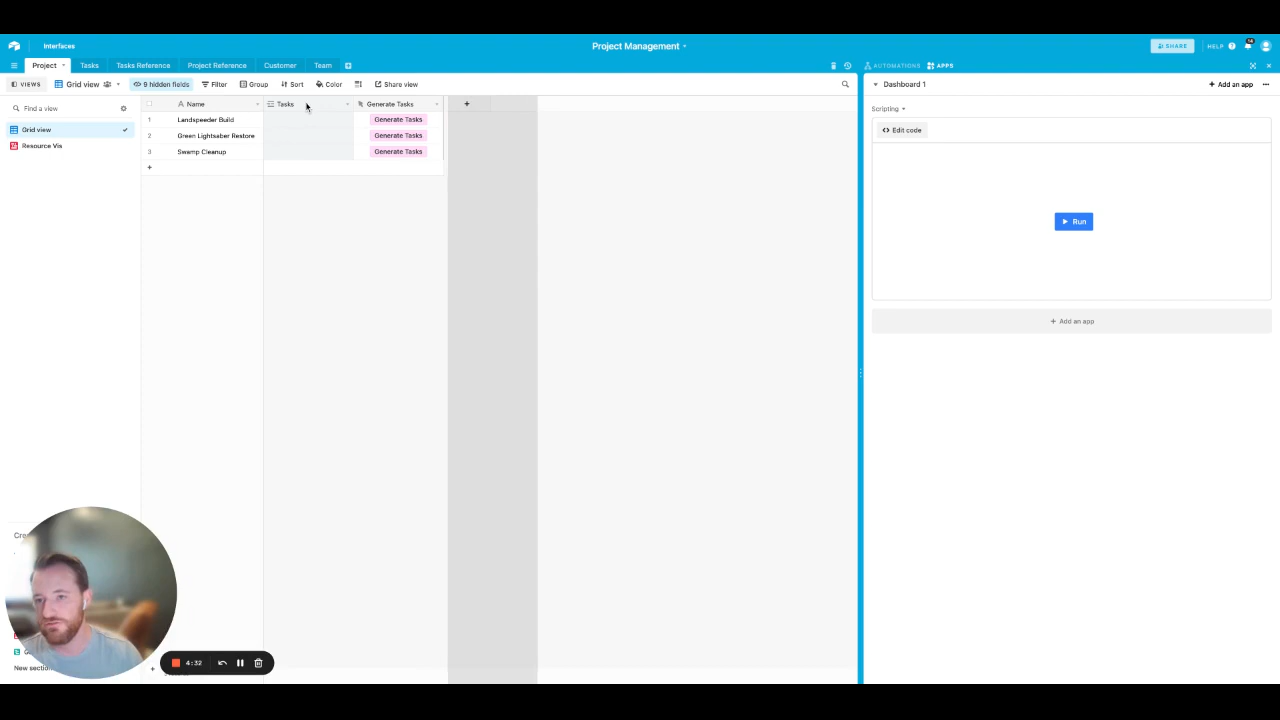 Interfaces
Project Management
SHARE
HELP
Project
Tasks
Tasks Reference
Project Reference
Customer
Team
AUTOMATIONS
APPS
VIEWS
Grid view
9 hidden fields
Filter
Group
Sort
Color
Share view
Dashboard 1
Add an app
Find a view
Name
Tasks
Generate Tasks
Scripting
Grid view
1 Landspeeder Build Generate Tasks
2 Green Lightsaber Restore Generate Tasks
3 Swamp Cleanup Generate Tasks
Edit code
Resource Vis
Run
Add an app
4:32